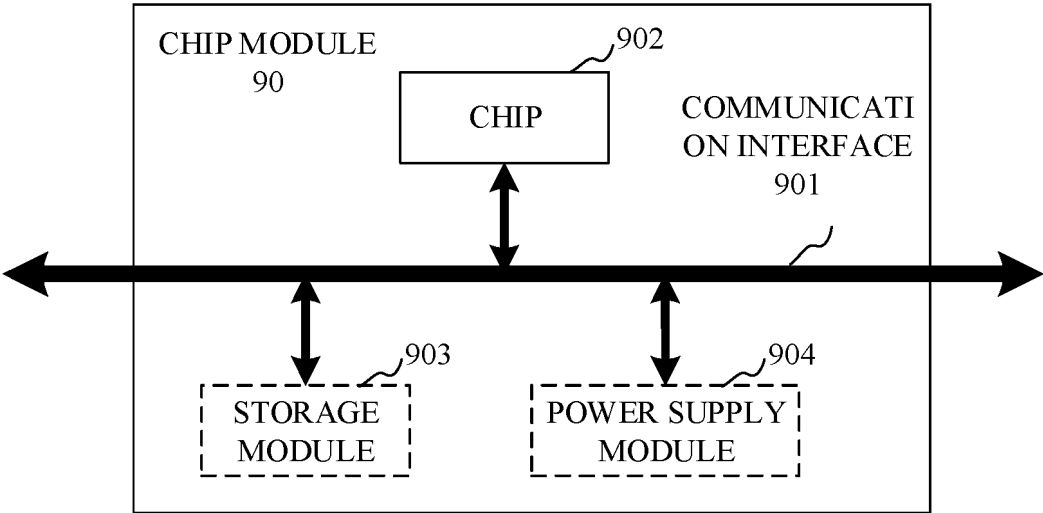 CHIP MODULE
90
902
CHIP
COMMUNICATI
ON INTERFACE
901
903
STORAGE
MODULE
904
POWER SUPPLY
MODULE